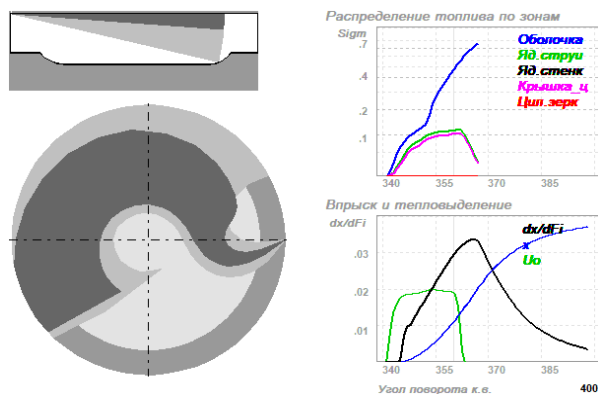 Распределение топлива по зонам
Sigm
.7
Оболочка
Яд.струи
.4
Яд.стенк
Крышка_ц
.2
Цил.зерк
.1
340 355 370 385
Впрыск и тепловыделение
dx/dFi
dx/dFi
x
.03
Uo
.02
.01
340 355 370 385
Угол поворота к.в. 400